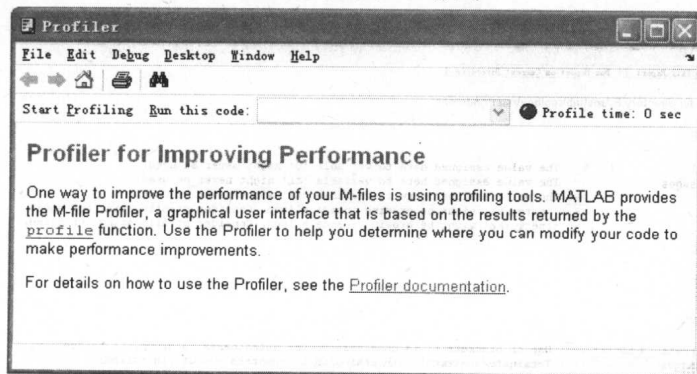 Profiler
File Edit Debug Desktop Window Help
Start Profiling Run this code: Profile time: 0 sec
Profiler for Improving Performance
One way to improve the performance of your M-files is using profiling tools. MATLAB provides
the M-file Profiler, a graphical user interface that is based on the results returned by the
profile function. Use the Profiler to help you determine where you can modify your code to
make performance improvements.
For details on how to use the Profiler, see the Profiler documentation.